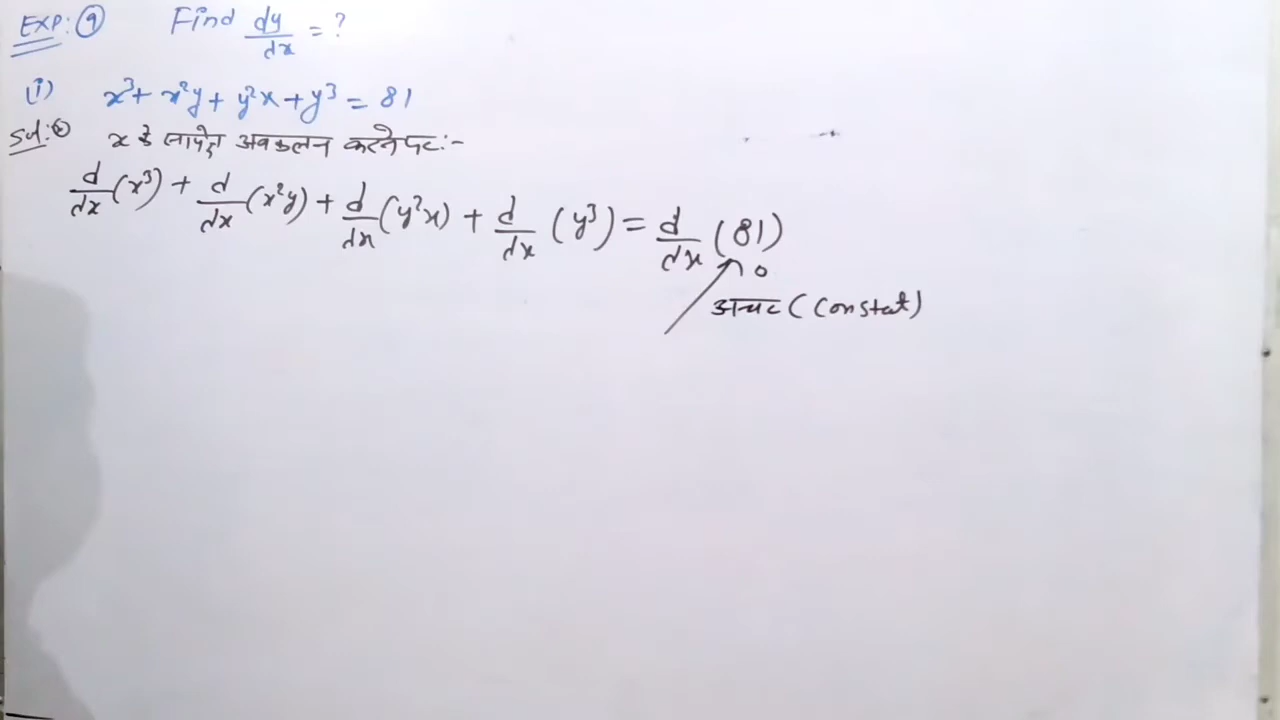 EXP: 9 Find dy/dx = ?
(i) x³ + x²y + y²x + y³ = 81
Sol: x के सापेक्ष अवकलन करने पर :-
d/dx (x³) + d/dx (x²y) + d/dx (y²x) + d/dx (y³) = d/dx (81)
0
अचर (Constat)